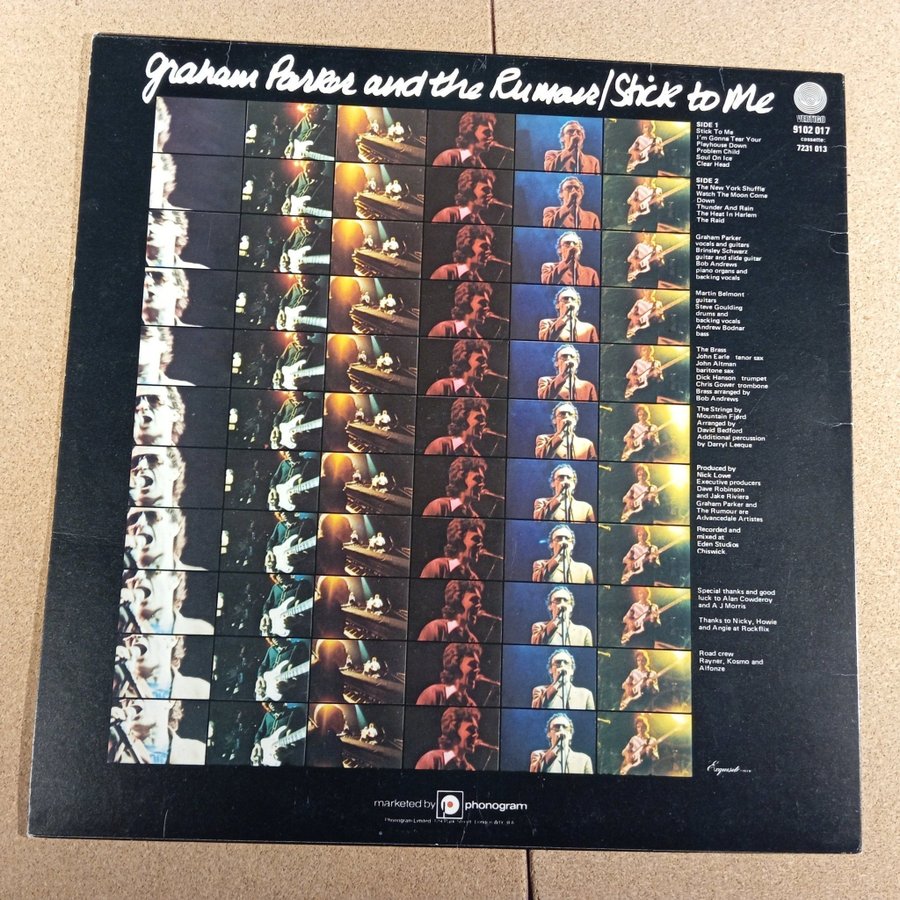 Graham Parker and the Rumour/Stick to Me
VERTIGO
9102 017
cassette:
7231 013
SIDE 1
Stick To Me
I'm Gonna Tear Your
Playhouse Down
Problem Child
Soul On Ice
Clear Head
SIDE 2
The New York Shuffle
Watch The Moon Come
Down
Thunder And Rain
The Heat In Harlem
The Raid
Graham Parker
vocals and guitars
Brinsley Schwarz
guitar and slide guitar
Bob Andrews
piano organs and
backing vocals
Martin Belmont
guitars
Steve Goulding
drums and
backing vocals
Andrew Bodnar
bass
The Brass
John Earle tenor sax
John Altman
baritone sax
Dick Hanson trumpet
Chris Gower trombone
Brass arranged by
Bob Andrews
The Strings by
Mountain Fjørd
Arranged by
David Bedford
Additional percussion
by Darryl Leeque
Produced by
Nick Lowe
Executive producers
Dave Robinson
and Jake Riviera
Graham Parker and
The Rumour are
Advancedale Artistes
Recorded and
mixed at
Eden Studios
Chiswick.
Special thanks and good
luck to Alan Cowderoy
and A J Morris
Thanks to Nicky, Howie
and Angie at Rockflix
Road crew
Rayner, Kosmo and
Alfonze
Exquisite
marketed by p phonogram
Phonogram Limited